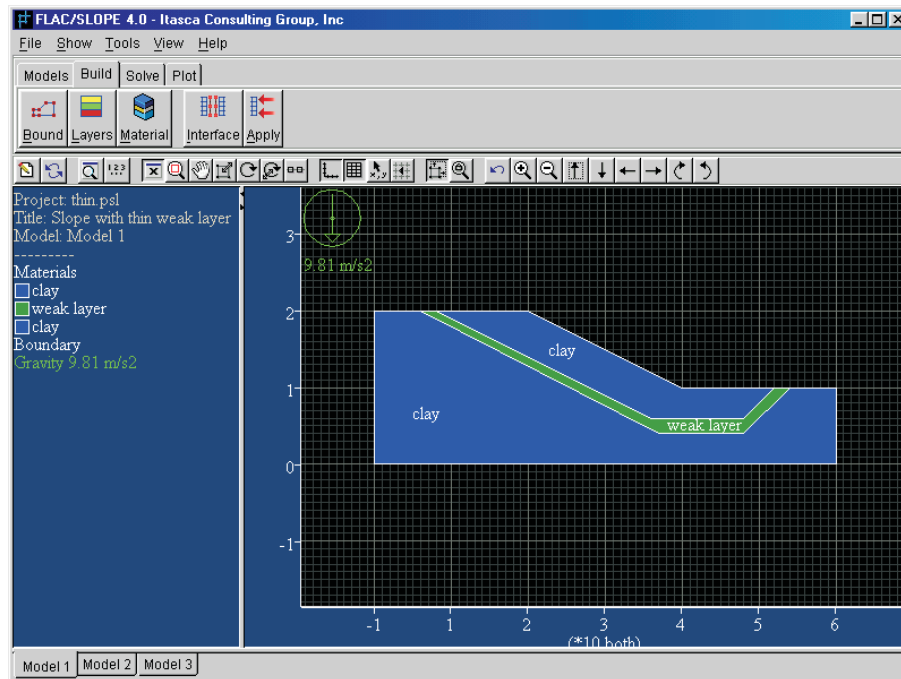 FLAC/SLOPE 4.0 - Itasca Consulting Group, Inc
File Show Tools View Help
Models Build Solve Plot
Bound Layers Material Interface Apply
Project: thin.psl
Title: Slope with thin weak layer
Model: Model 1
---------
Materials
clay
weak layer
clay
Boundary
Gravity 9.81 m/s2
9.81 m/s2
3
2
1
0
-1
clay
clay
weak layer
-1 1 2 3 4 5 6
(*10 both)
Model 1 Model 2 Model 3